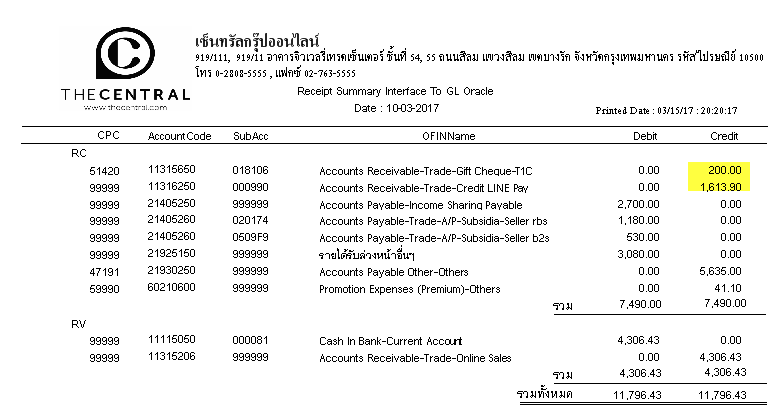 เซ็นทรัลกรุ๊ปออนไลน์
919/111, 919/11 อาคารจิวเวลรี่เทรดเซ็นเตอร์ ชั้นที่ 54, 55 ถนนสีลม แขวงสีลม เขตบางรัก จังหวัดกรุงเทพมหานคร รหัสไปรษณีย์ 10500
โทร 0-2808-5555 , แฟคซ์ 02-763-5555
THE CENTRAL
www.thecentral.com
Receipt Summary Interface To GL Oracle
Date : 10-03-2017
Printed Date : 03/15/17 : 20:20:17
CPC AccountCode SubAcc OFINName Debit Credit
RC
51420 11315650 018106 Accounts Receivable-Trade-Gift Cheque-T1C 0.00 200.00
99999 11316250 000990 Accounts Receivable-Trade-Credit LINE Pay 0.00 1,613.90
99999 21405250 999999 Accounts Payable-Income Sharing Payable 2,700.00 0.00
99999 21405260 020174 Accounts Payable-Trade-A/P-Subsidia-Seller rbs 1,180.00 0.00
99999 21405260 0509F9 Accounts Payable-Trade-A/P-Subsidia-Seller b2s 530.00 0.00
99999 21925150 999999 รายได้รับล่วงหน้าอื่นๆ 3,080.00 0.00
47191 21930250 999999 Accounts Payable Other-Others 0.00 5,635.00
59990 60210600 999999 Promotion Expenses (Premium)-Others 0.00 41.10
รวม 7,490.00 7,490.00
RV
99999 11115050 000081 Cash In Bank-Current Account 4,306.43 0.00
99999 11315206 999999 Accounts Receivable-Trade-Online Sales 0.00 4,306.43
รวม 4,306.43 4,306.43
รวมทั้งหมด 11,796.43 11,796.43